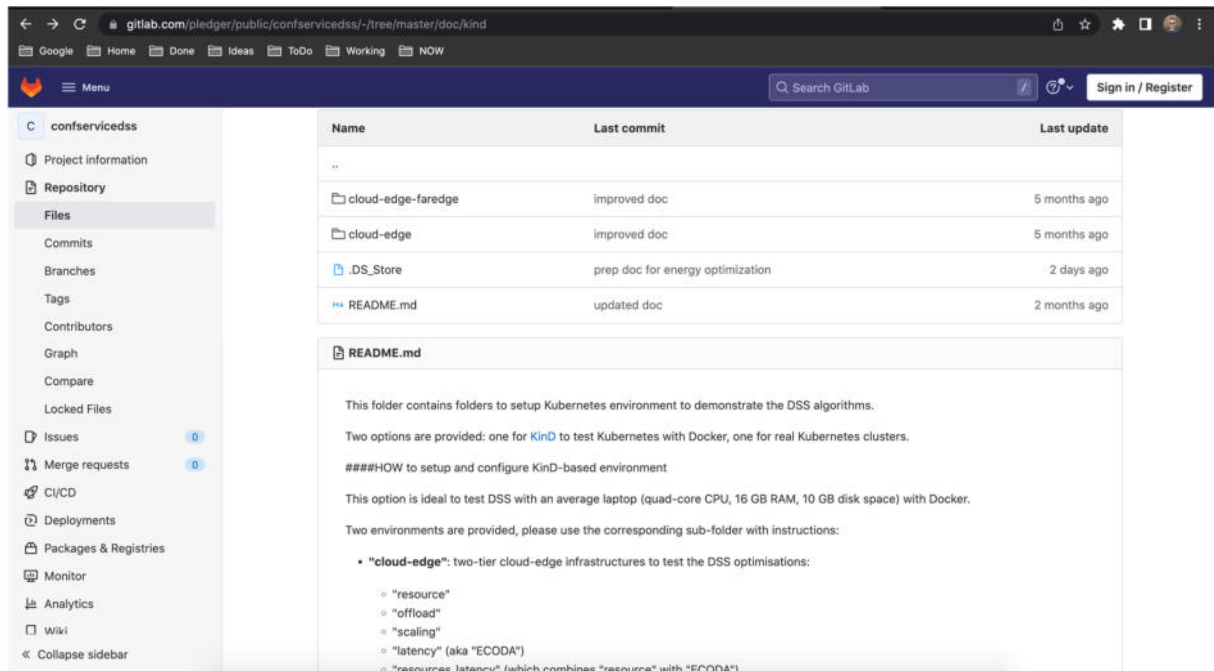 gitlab.com/pledger/public/confservicedss/-/tree/master/doc/kind
Google Home Done Ideas ToDo Working NOW
Menu
Search GitLab
/
Sign in / Register
C confservicedss
Project information
Repository
Files
Commits
Branches
Tags
Contributors
Graph
Compare
Locked Files
Issues 0
Merge requests 0
CI/CD
Deployments
Packages & Registries
Monitor
Analytics
Wiki
Collapse sidebar
Name Last commit Last update
..
cloud-edge-faredge improved doc 5 months ago
cloud-edge improved doc 5 months ago
.DS_Store prep doc for energy optimization 2 days ago
README.md updated doc 2 months ago
README.md
This folder contains folders to setup Kubernetes environment to demonstrate the DSS algorithms.
Two options are provided: one for KinD to test Kubernetes with Docker, one for real Kubernetes clusters.
####HOW to setup and configure KinD-based environment
This option is ideal to test DSS with an average laptop (quad-core CPU, 16 GB RAM, 10 GB disk space) with Docker.
Two environments are provided, please use the corresponding sub-folder with instructions:
• "cloud-edge": two-tier cloud-edge infrastructures to test the DSS optimisations:
◦ "resource"
◦ "offload"
◦ "scaling"
◦ "latency" (aka "ECODA")
◦ "resources_latency" (which combines "resource" with "ECODA")